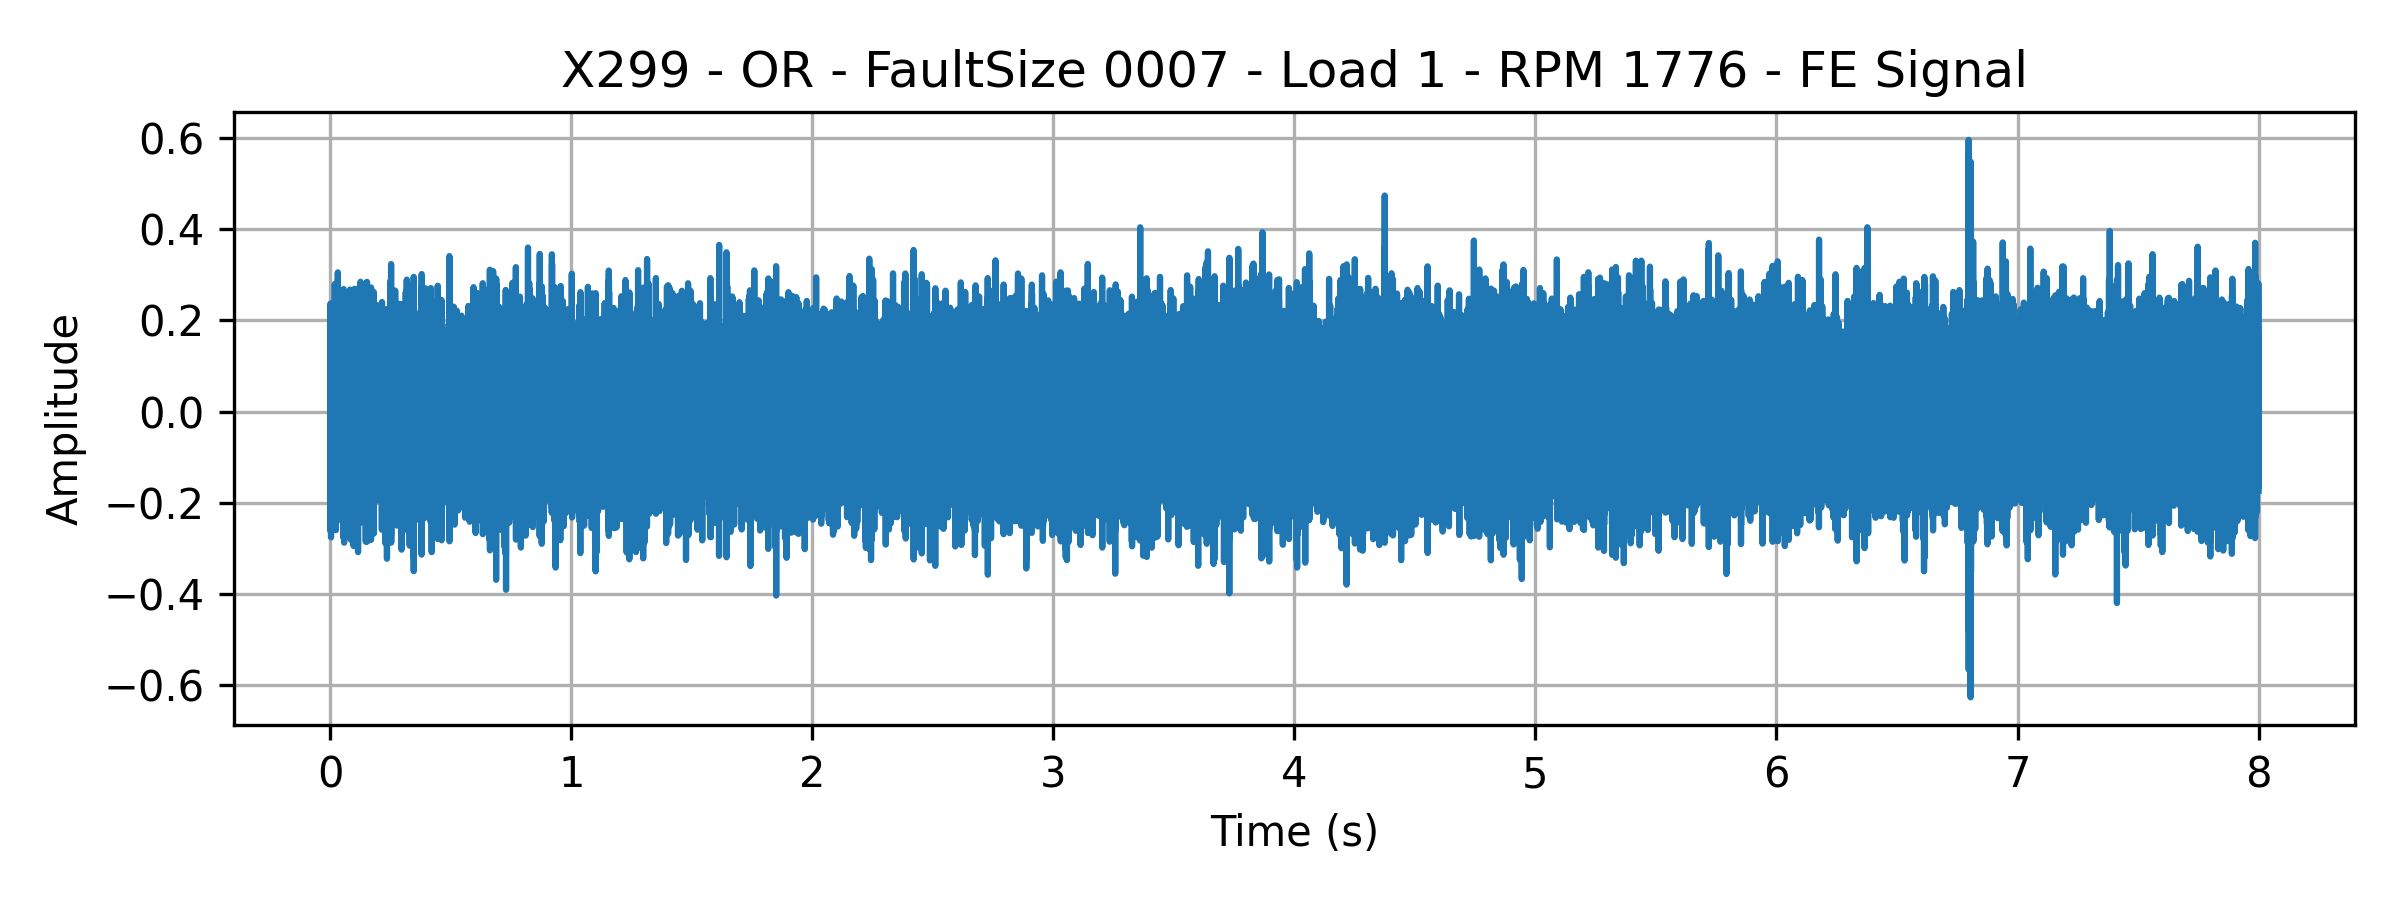 X299 - OR - FaultSize 0007 - Load 1 - RPM 1776 - FE Signal
0.6
0.4
0.2
0.0
−0.2
−0.4
−0.6
Amplitude
0 1 2 3 4 5 6 7 8
Time (s)